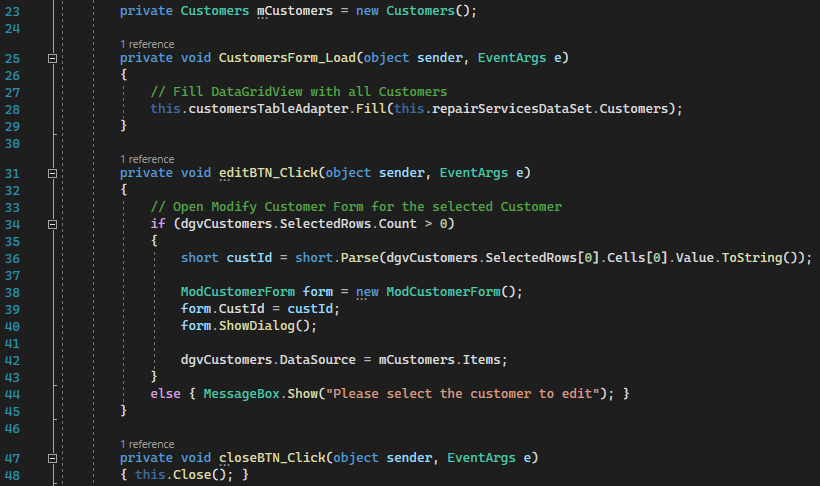 23 private Customers mCustomers = new Customers();
24
1 reference
25 private void CustomersForm_Load(object sender, EventArgs e)
26 {
27 // Fill DataGridView with all Customers
28 this.customersTableAdapter.Fill(this.repairServicesDataSet.Customers);
29 }
30
1 reference
31 private void editBTN_Click(object sender, EventArgs e)
32 {
33 // Open Modify Customer Form for the selected Customer
34 if (dgvCustomers.SelectedRows.Count > 0)
35 {
36 short custId = short.Parse(dgvCustomers.SelectedRows[0].Cells[0].Value.ToString());
37
38 ModCustomerForm form = new ModCustomerForm();
39 form.CustId = custId;
40 form.ShowDialog();
41
42 dgvCustomers.DataSource = mCustomers.Items;
43 }
44 else { MessageBox.Show("Please select the customer to edit"); }
45 }
46
1 reference
47 private void closeBTN_Click(object sender, EventArgs e)
48 { this.Close(); }